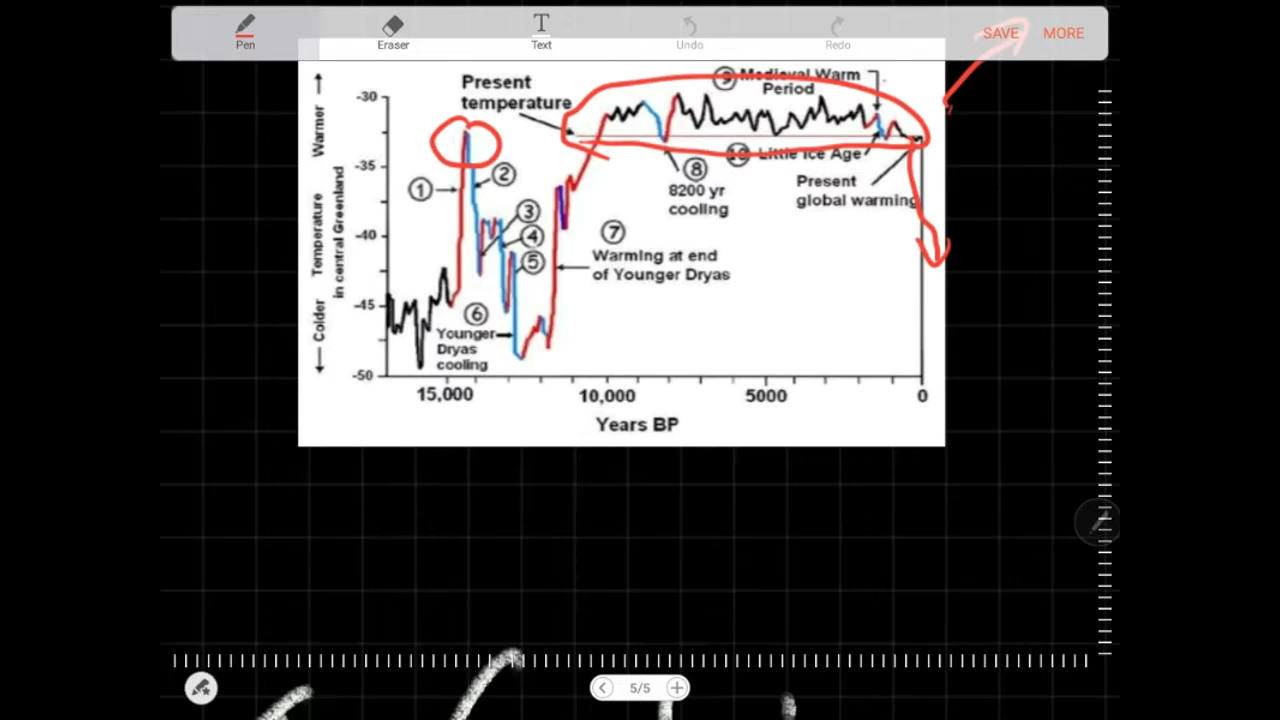 Pen
Eraser
T
Text
Undo
Redo
SAVE
MORE
Present
temperature
9 Medieval Warm
Period
10 Little Ice Age
Present
global warming
8
8200 yr
cooling
7
Warming at end
of Younger Dryas
1
2
3
4
5
6
Younger
Dryas
cooling
Warmer
Temperature
in central Greenland
Colder
-30
-35
-40
-45
-50
15,000
10,000
5000
0
Years BP
5/5